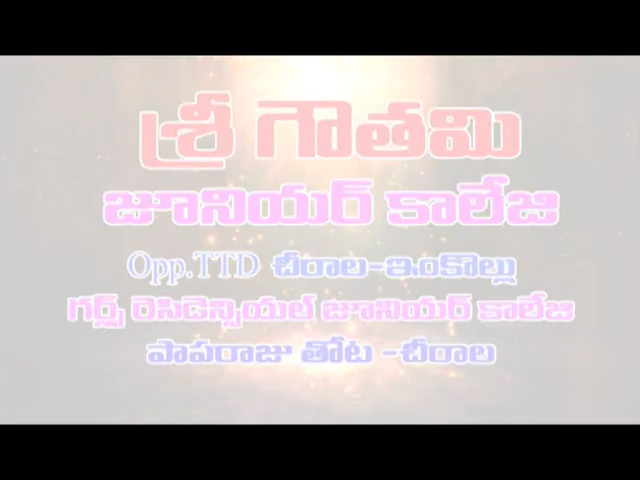 శ్రీ గౌతమి
జూనియర్ కాలేజి
Opp.TTD చీరాల-ఇంకొల్లు
గర్ల్స్ రెసిడెన్సియల్ జూనియర్ కాలేజి
పాపరాజు తోట -చీరాల